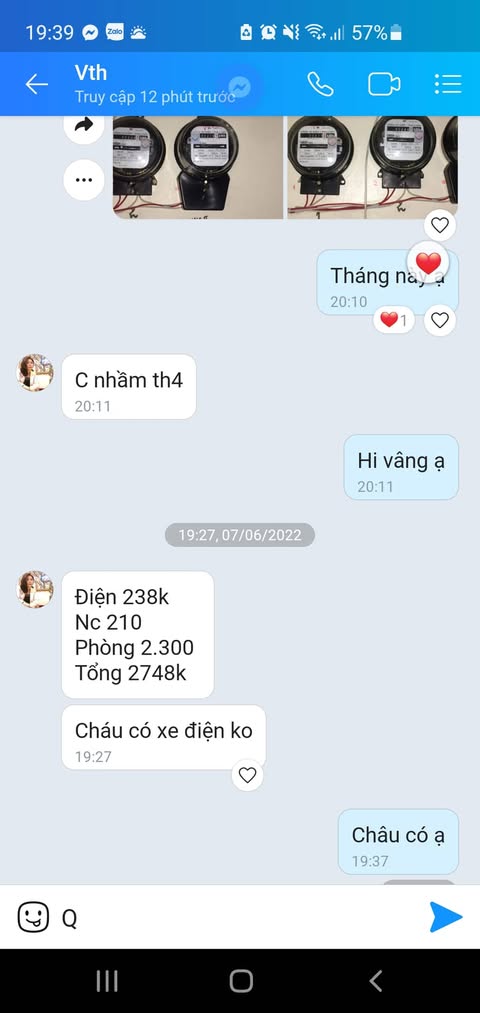 19:39
Zalo
57%
Vth
Truy cập 12 phút trước
Tháng này ạ
20:10
1
C nhầm th4
20:11
Hi vâng ạ
20:11
19:27, 07/06/2022
Điện 238k
Nc 210
Phòng 2.300
Tổng 2748k
Cháu có xe điện ko
19:27
Châu có ạ
19:37
Q